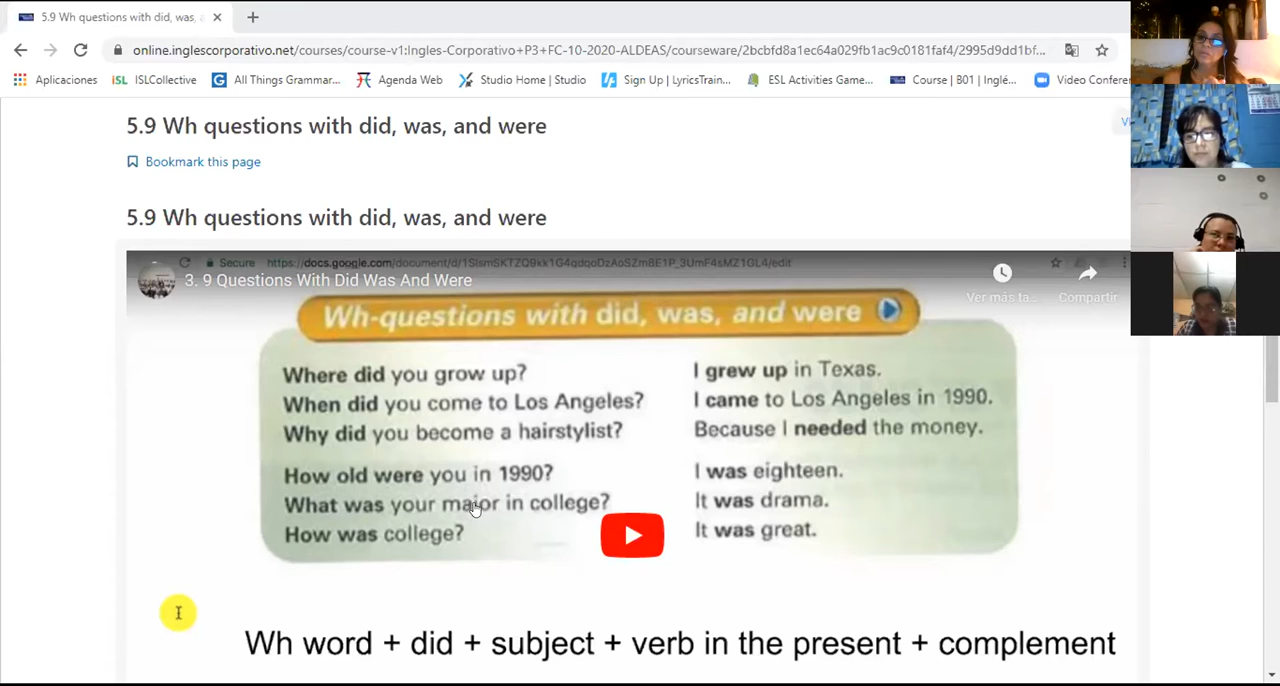 5.9 Wh questions with did, was, a
online.inglescorporativo.net/courses/course-v1:Ingles-Corporativo+P3+FC-10-2020-ALDEAS/courseware/2bcbfd8a1ec64a029fb1ac9c0181faf4/2995d9dd1bf...
Aplicaciones iSL ISLCollective G All Things Grammar... Agenda Web Studio Home | Studio Sign Up | LyricsTrain... ESL Activities Game... Course | B01 | Inglé... Video Conferen
5.9 Wh questions with did, was, and were
Bookmark this page
5.9 Wh questions with did, was, and were
Secure
3. 9 Questions With Did Was And Were
Ver más ta... Compartir
Wh-questions with did, was, and were
Where did you grow up? I grew up in Texas.
When did you come to Los Angeles? I came to Los Angeles in 1990.
Why did you become a hairstylist? Because I needed the money.
How old were you in 1990? I was eighteen.
What was your major in college? It was drama.
How was college? It was great.
Wh word + did + subject + verb in the present + complement